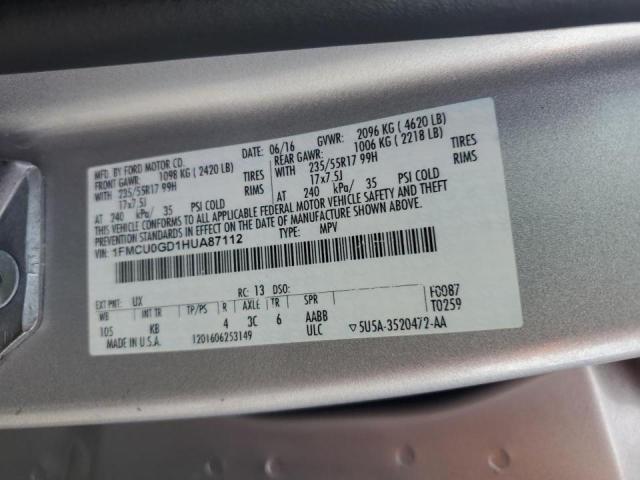 MFD. BY FORD MOTOR CO.
06/16 GVWR: 2096 KG ( 4620 LB)
FRONT GAWR: 1098 KG ( 2420 LB) REAR GAWR: 1006 KG ( 2218 LB)
WITH 235/55R17 99H TIRES WITH 235/55R17 99H TIRES
17x7.5J RIMS 17x7.5J RIMS
AT 240 kPa/ 35 PSI COLD AT 240 kPa/ 35 PSI COLD
THIS VEHICLE CONFORMS TO ALL APPLICABLE FEDERAL MOTOR VEHICLE SAFETY AND THEFT
PREVENTION STANDARDS IN EFFECT ON THE DATE OF MANUFACTURE SHOWN ABOVE.
VIN: 1FMCU0GD1HUA87112 TYPE: MPV
EXT PNT: UX RC: 13 DSO: F0087
WB INT TR TP/PS R AXLE TR SPR T0259
105 KB 4 3C 6 AABB
MADE IN U.S.A. 1201606253149 ULC ▽5U5A-3520472-AA